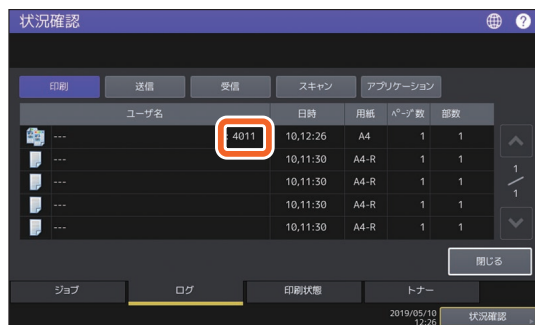 状況確認
?
印刷 送信 受信 スキャン アプリケーション
ユーザ名 日時 用紙 ページ数 部数
--- : 4011 10,12:26 A4 1 1
--- 10,11:30 A4-R 1 1
--- 10,11:30 A4-R 1 1
--- 10,11:30 A4-R 1 1
--- 10,11:30 A4-R 1 1
1
/
1
閉じる
ジョブ ログ 印刷状態 トナー
2019/05/10
12:26
状況確認